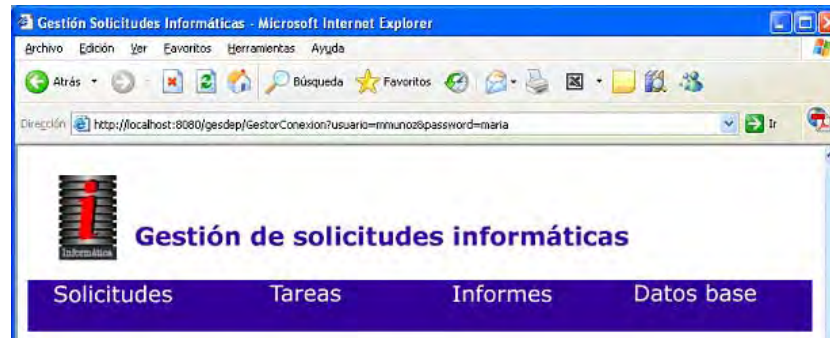 Gestión Solicitudes Informáticas - Microsoft Internet Explorer
Archivo Edición Ver Favoritos Herramientas Ayuda
Atrás Búsqueda Favoritos
Dirección http://localhost:8080/gesdep/GestorConexion?usuario=mmunoz&password=maria Ir
Informática
Gestión de solicitudes informáticas
Solicitudes Tareas Informes Datos base